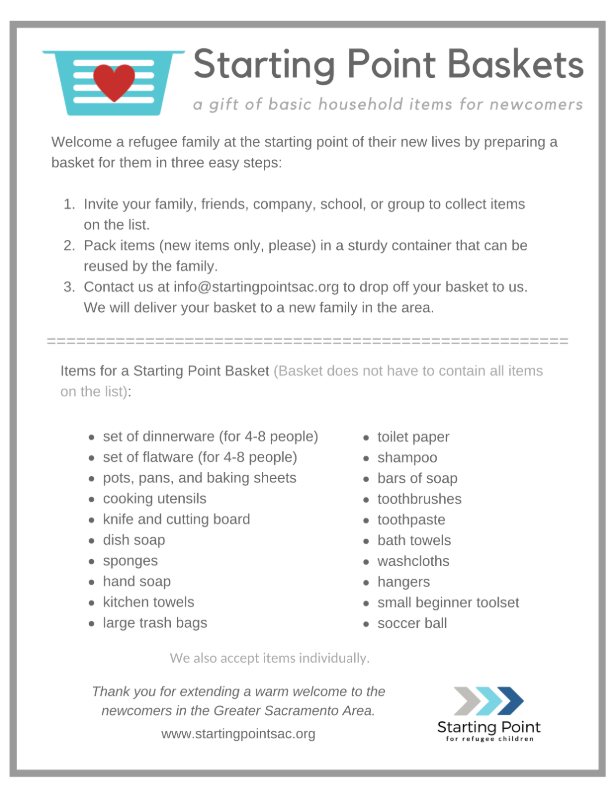 Starting Point Baskets
a gift of basic household items for newcomers
Welcome a refugee family at the starting point of their new lives by preparing a
basket for them in three easy steps:
1. Invite your family, friends, company, school, or group to collect items
on the list.
2. Pack items (new items only, please) in a sturdy container that can be
reused by the family.
3. Contact us at info@startingpointsac.org to drop off your basket to us.
We will deliver your basket to a new family in the area.
=====================================================
Items for a Starting Point Basket (Basket does not have to contain all items
on the list):
• set of dinnerware (for 4-8 people)
• set of flatware (for 4-8 people)
• pots, pans, and baking sheets
• cooking utensils
• knife and cutting board
• dish soap
• sponges
• hand soap
• kitchen towels
• large trash bags
• toilet paper
• shampoo
• bars of soap
• toothbrushes
• toothpaste
• bath towels
• washcloths
• hangers
• small beginner toolset
• soccer ball
We also accept items individually.
Thank you for extending a warm welcome to the
newcomers in the Greater Sacramento Area.
www.startingpointsac.org
Starting Point
for refugee children